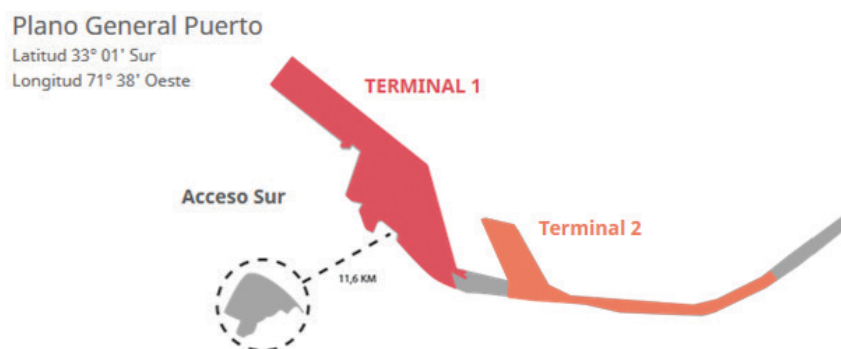 Plano General Puerto
Latitud 33° 01' Sur
Longitud 71° 38' Oeste
TERMINAL 1
Acceso Sur
Terminal 2
11,6 KM